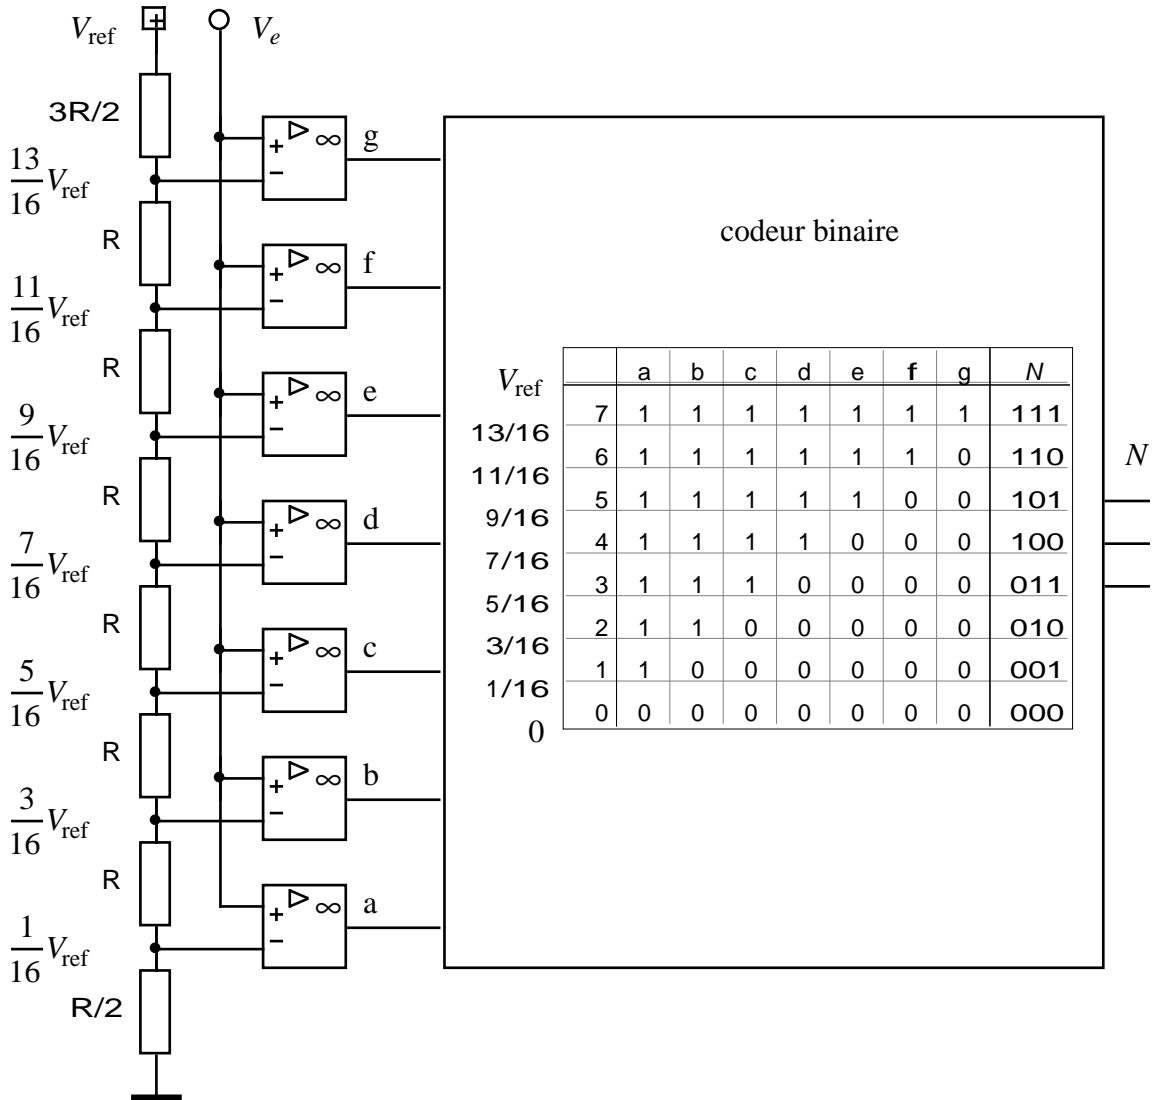 V_ref V_e
3R/2
g
13/16 V_ref
R
codeur binaire
f
11/16 V_ref
R
a b c d e f g N
V_ref
e
7 1 1 1 1 1 1 1 111
13/16
9/16 V_ref
6 1 1 1 1 1 1 0 110
N
11/16
R
5 1 1 1 1 1 0 0 101
9/16
d
4 1 1 1 1 0 0 0 100
7/16
7/16 V_ref
3 1 1 1 0 0 0 0 011
5/16
R
2 1 1 0 0 0 0 0 010
3/16
c
1 1 0 0 0 0 0 0 001
1/16
5/16 V_ref
0 0 0 0 0 0 0 0 000
0
R
b
3/16 V_ref
R
a
1/16 V_ref
R/2
+ ▷ ∞
−
+ ▷ ∞
−
+ ▷ ∞
−
+ ▷ ∞
−
+ ▷ ∞
−
+ ▷ ∞
−
+ ▷ ∞
−